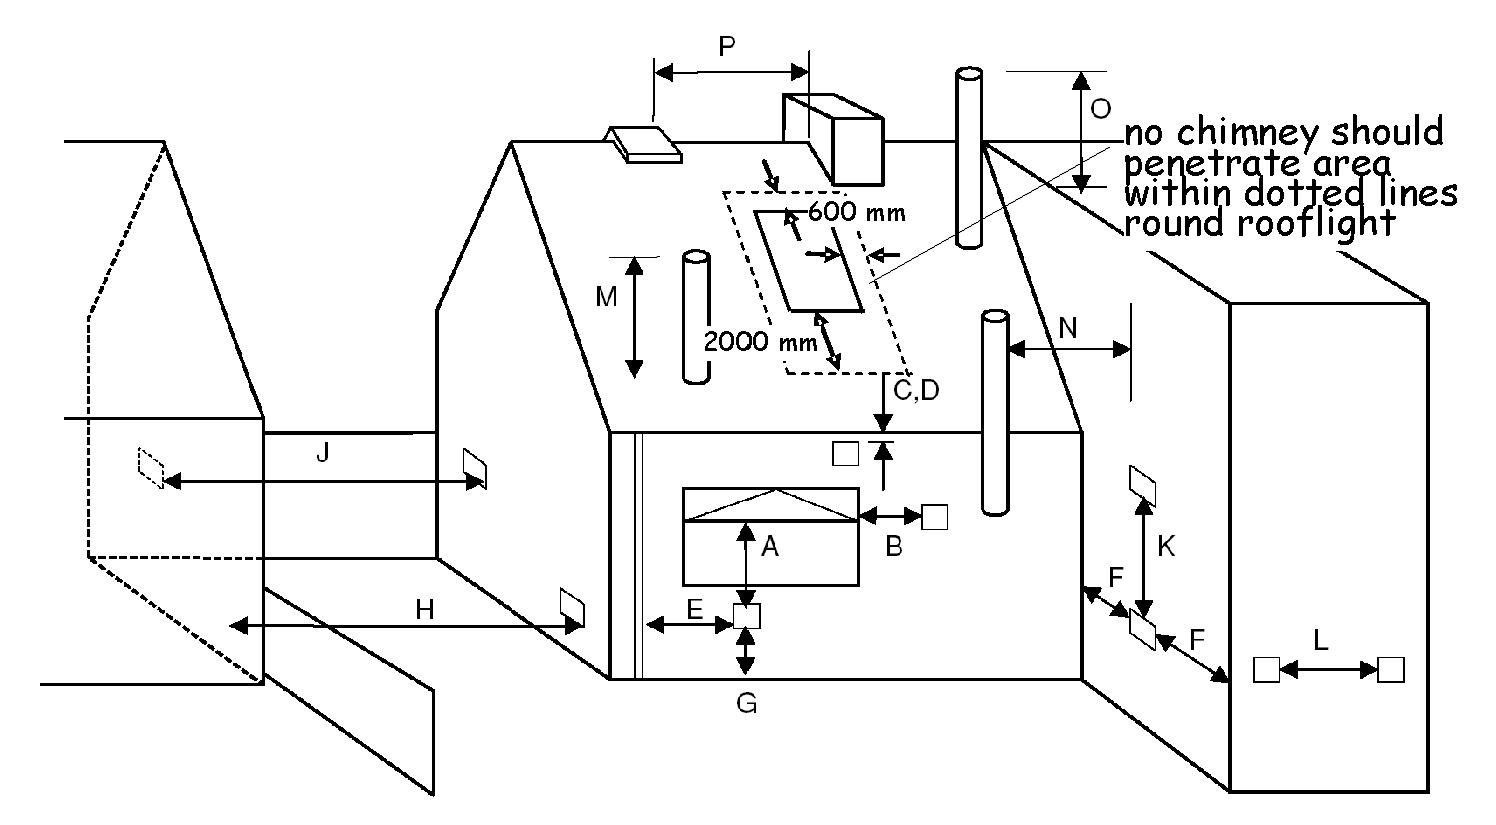 P
O
no chimney should
penetrate area
within dotted lines
round rooflight
600 mm
M
N
2000 mm
C,D
J
A
B
K
F
H
E
F
L
G